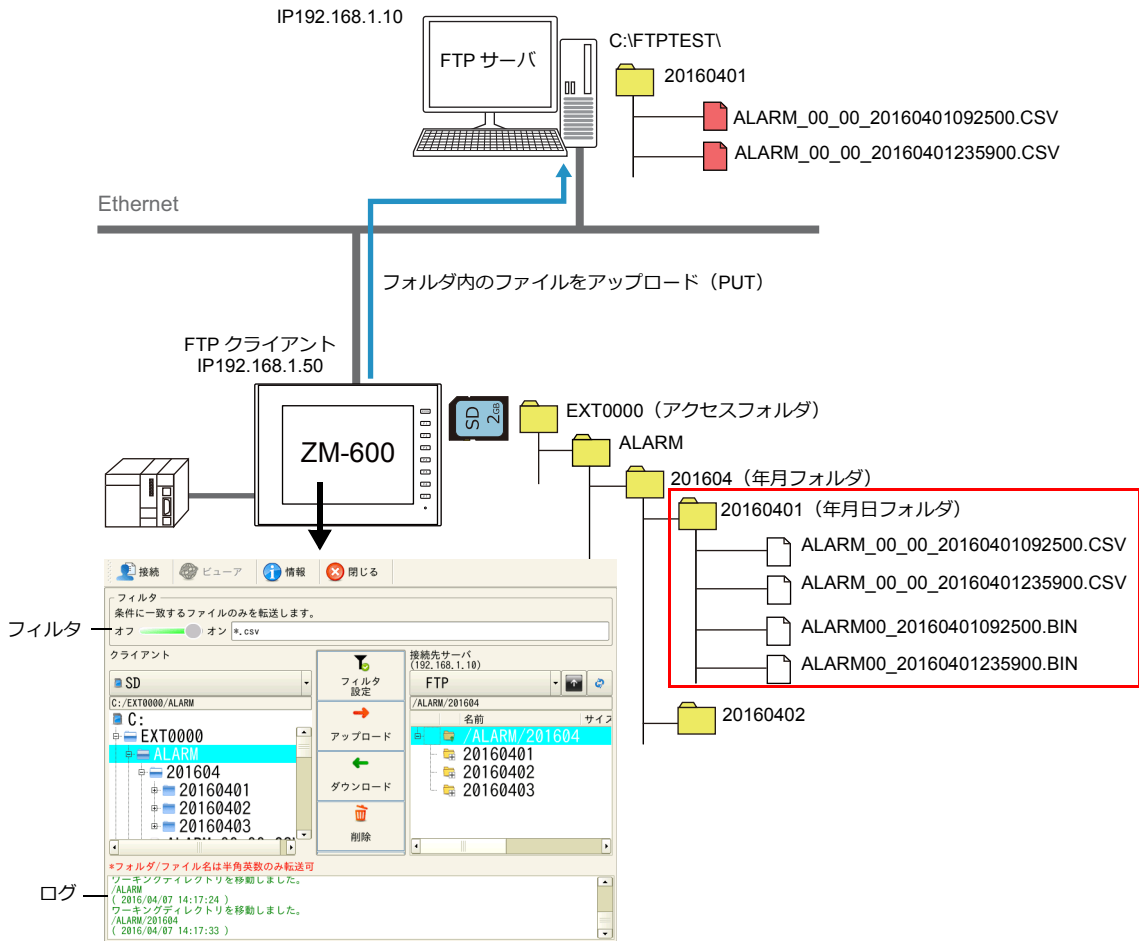 IP192.168.1.10
FTP サーバ
C:\FTPTEST\
20160401
ALARM_00_00_20160401092500.CSV
ALARM_00_00_20160401235900.CSV
Ethernet
フォルダ内のファイルをアップロード（PUT）
FTP クライアント
IP192.168.1.50
ZM-600
SD
2GB
EXT0000（アクセスフォルダ）
ALARM
201604（年月フォルダ）
20160401（年月日フォルダ）
ALARM_00_00_20160401092500.CSV
ALARM_00_00_20160401235900.CSV
ALARM00_20160401092500.BIN
ALARM00_20160401235900.BIN
20160402
接続 ビューア 情報 閉じる
フィルタ
条件に一致するファイルのみを転送します。
フィルタ
オフ オン *.csv
クライアント
接続先サーバ
(192.168.1.10)
SD
フィルタ
設定
FTP
C:/EXT0000/ALARM
/ALARM/201604
C:
名前 サイズ
EXT0000
アップロード
/ALARM/201604
ALARM
20160401
201604
20160402
20160401
ダウンロード
20160403
20160402
20160403
削除
*フォルダ/ファイル名は半角英数のみ転送可
ログ
ワーキングディレクトリを移動しました。
/ALARM
( 2016/04/07 14:17:24 )
ワーキングディレクトリを移動しました。
/ALARM/201604
( 2016/04/07 14:17:33 )